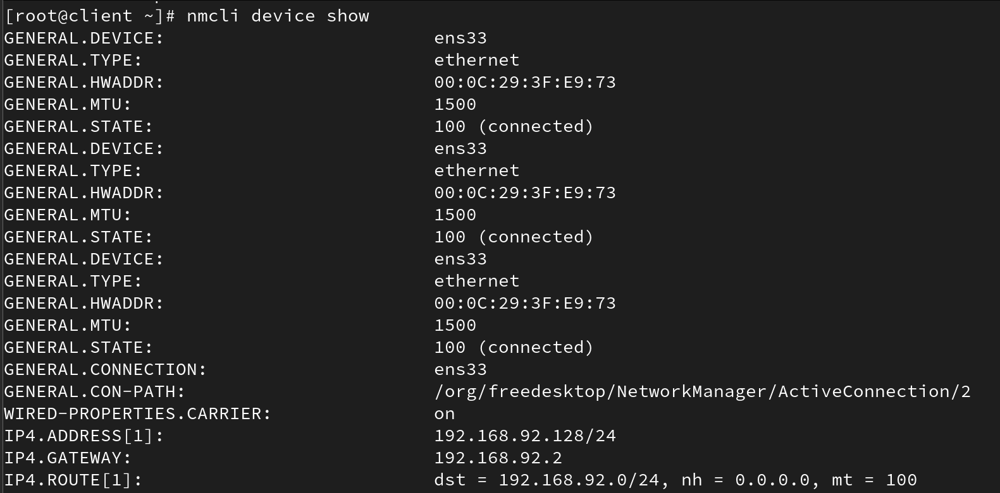 [root@client ~]# nmcli device show
GENERAL.DEVICE: ens33
GENERAL.TYPE: ethernet
GENERAL.HWADDR: 00:0C:29:3F:E9:73
GENERAL.MTU: 1500
GENERAL.STATE: 100 (connected)
GENERAL.DEVICE: ens33
GENERAL.TYPE: ethernet
GENERAL.HWADDR: 00:0C:29:3F:E9:73
GENERAL.MTU: 1500
GENERAL.STATE: 100 (connected)
GENERAL.DEVICE: ens33
GENERAL.TYPE: ethernet
GENERAL.HWADDR: 00:0C:29:3F:E9:73
GENERAL.MTU: 1500
GENERAL.STATE: 100 (connected)
GENERAL.CONNECTION: ens33
GENERAL.CON-PATH: /org/freedesktop/NetworkManager/ActiveConnection/2
WIRED-PROPERTIES.CARRIER: on
IP4.ADDRESS[1]: 192.168.92.128/24
IP4.GATEWAY: 192.168.92.2
IP4.ROUTE[1]: dst = 192.168.92.0/24, nh = 0.0.0.0, mt = 100